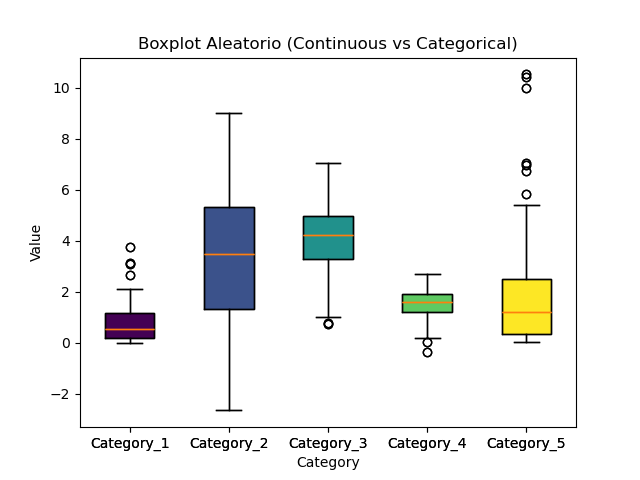 Boxplot Aleatorio (Continuous vs Categorical)
10
8
6
4
2
0
−2
Value
Category_1 Category_2 Category_3 Category_4 Category_5
Category